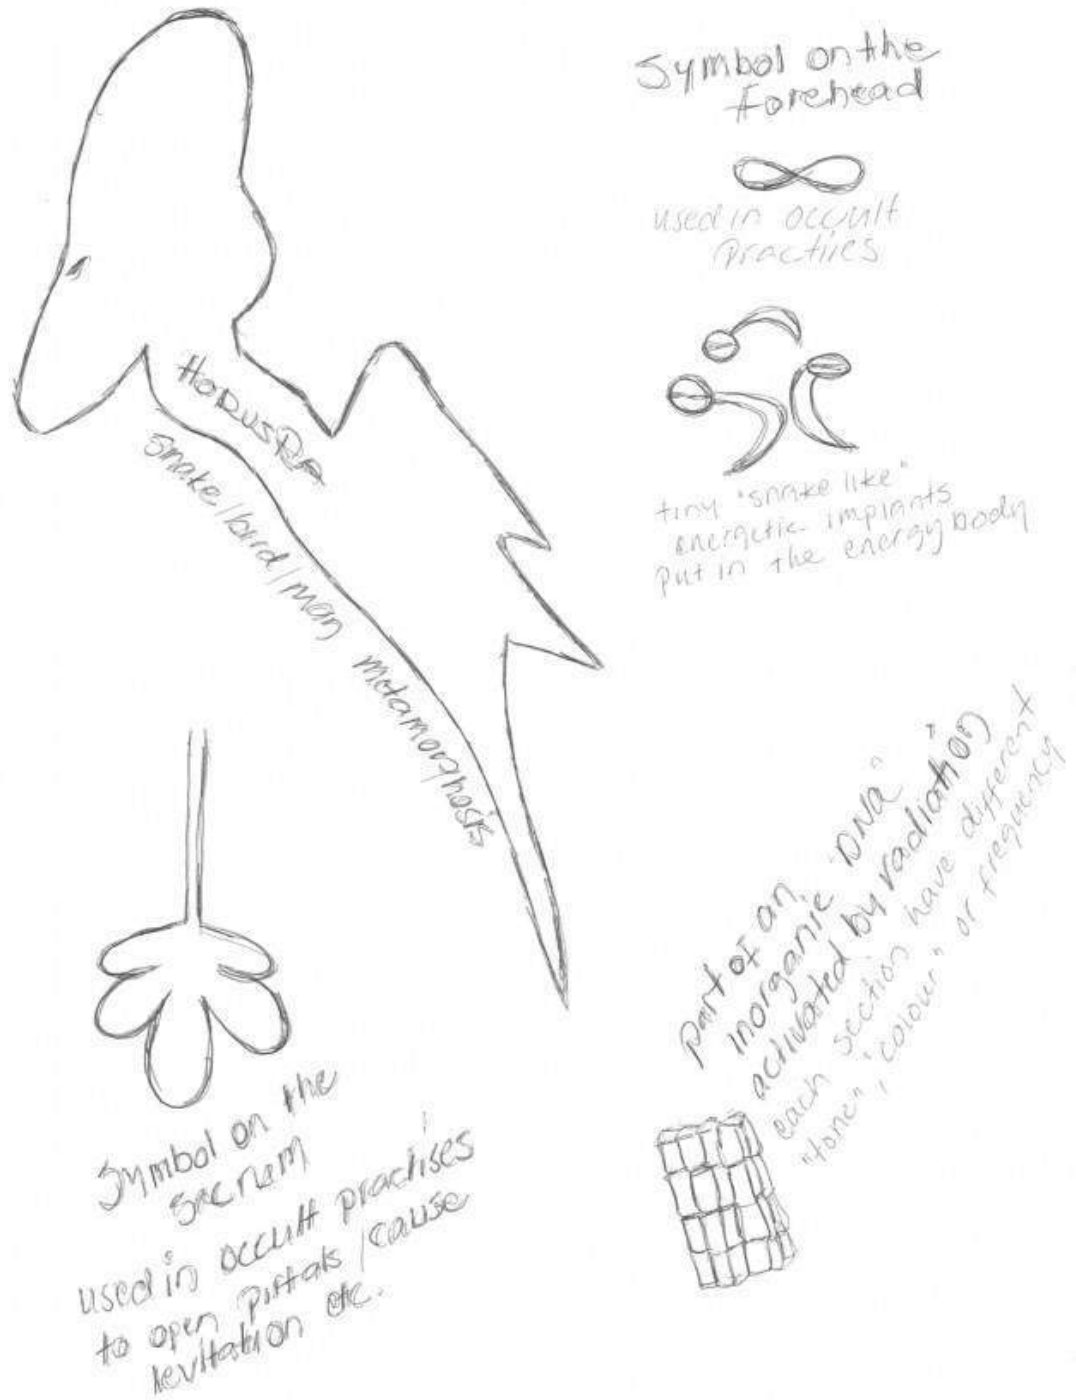 Symbol on the
Forehead
used in occult
practises
HORUSRA
snake/bird/man metamorphosis
tiny "snake like"
energetic implants
put in the energy body
part of an
inorganic "DNA"
activated by radiation
each section have different
"tone", "colour" or frequency
Symbol on the
sacrum
used in occult practises
to open portals / cause
levitation etc.